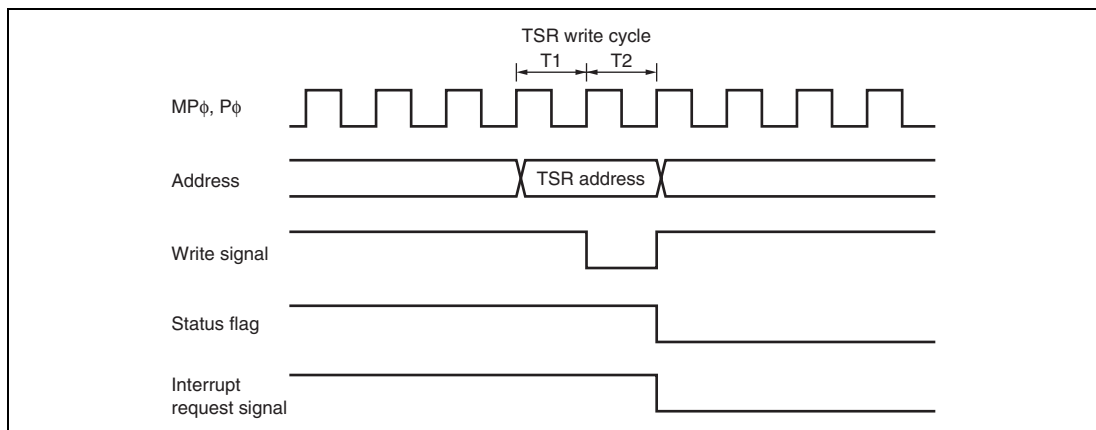 TSR write cycle
T1 T2
MPϕ, Pϕ
Address
TSR address
Write signal
Status flag
Interrupt
request signal